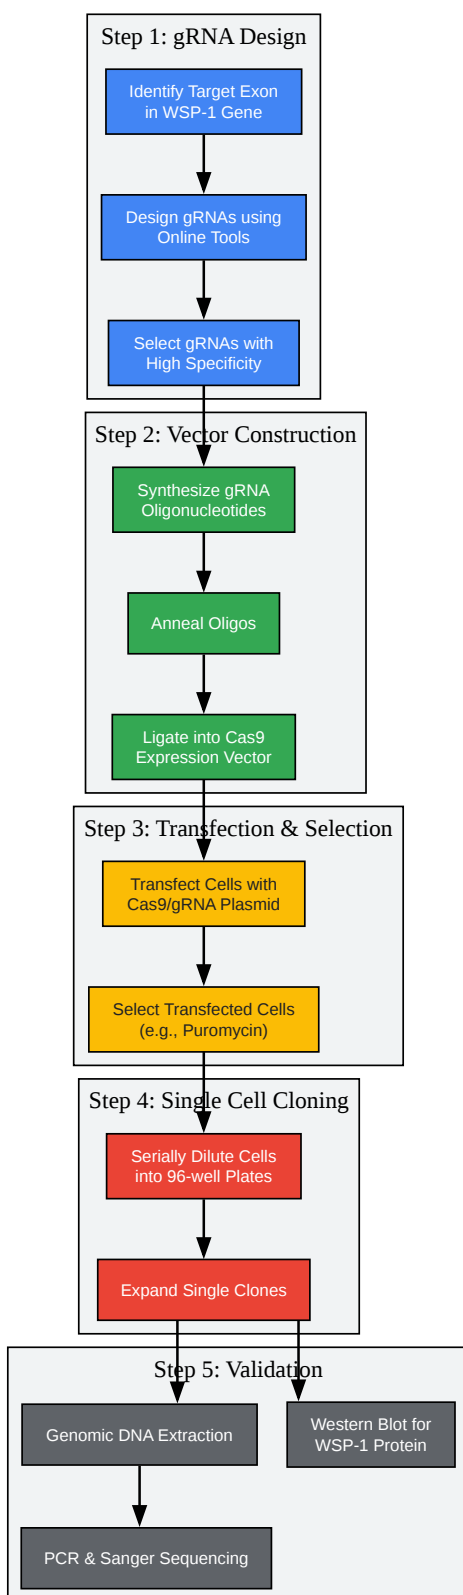 Step 1: gRNA Design
Identify Target Exon
in WSP-1 Gene
Design gRNAs using
Online Tools
Select gRNAs with
High Specificity
Step 2: Vector Construction
Synthesize gRNA
Oligonucleotides
Anneal Oligos
Ligate into Cas9
Expression Vector
Step 3: Transfection & Selection
Transfect Cells with
Cas9/gRNA Plasmid
Select Transfected Cells
(e.g., Puromycin)
Step 4: Single Cell Cloning
Serially Dilute Cells
into 96-well Plates
Expand Single Clones
Step 5: Validation
Genomic DNA Extraction
Western Blot for
WSP-1 Protein
PCR & Sanger Sequencing